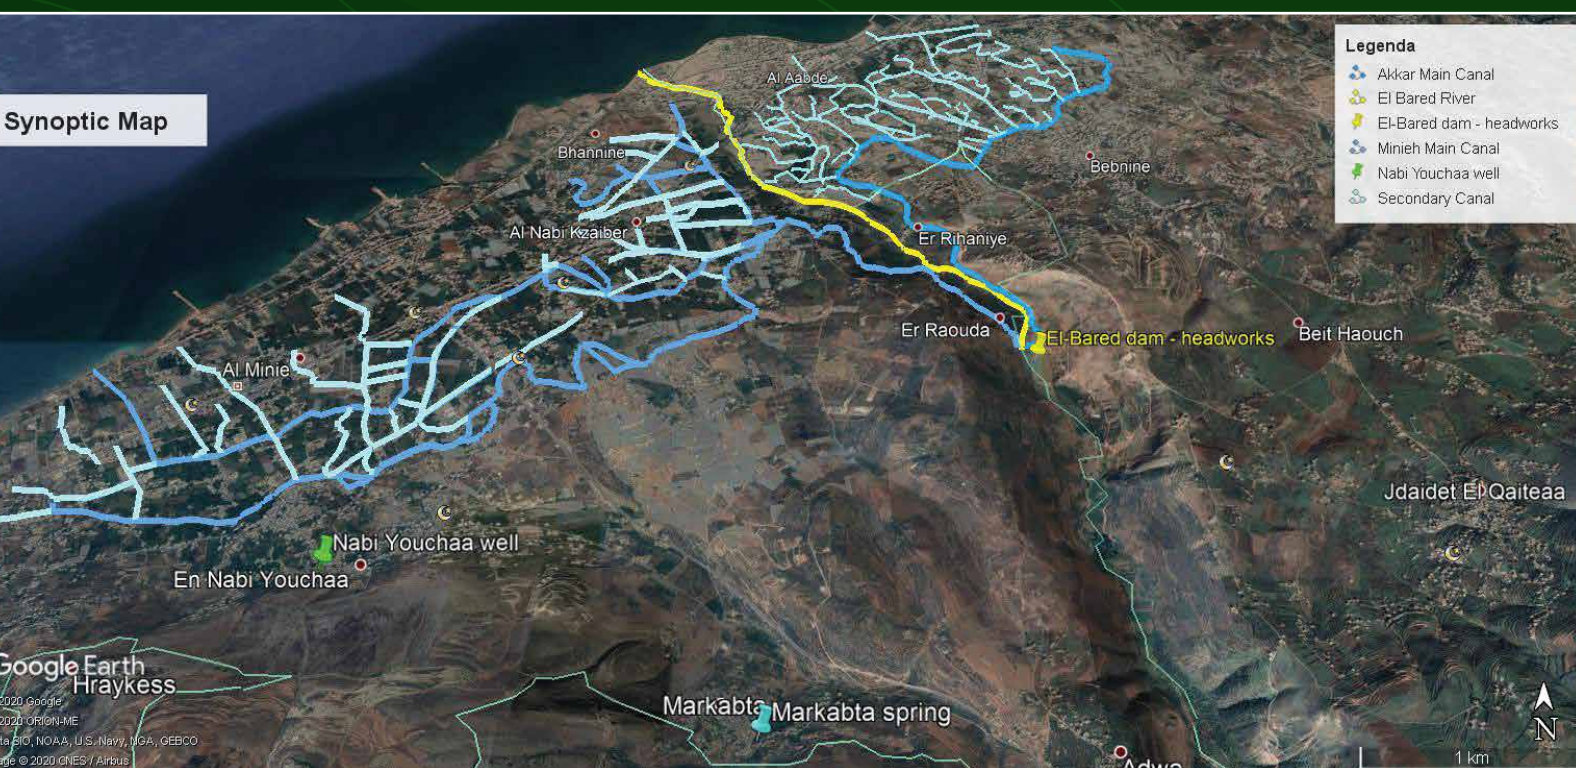 Synoptic Map
Legenda
Akkar Main Canal
El Bared River
El-Bared dam - headworks
Minieh Main Canal
Nabi Youchaa well
Secondary Canal
Al Aabde
Bhannine
Bebnine
Al Nabi Kzaiber
Er Rihaniye
Er Raouda
El-Bared dam - headworks
Beit Haouch
Al Minie
Jdaidet El Qaiteaa
Nabi Youchaa well
En Nabi Youchaa
Google Earth
Hraykess
2020 Google
2020 ORION-ME
SIO, NOAA, U.S. Navy, NGA, GEBCO
© 2020 CNES / Airbus
Markabta
Markabta spring
Adwa
N
1 km